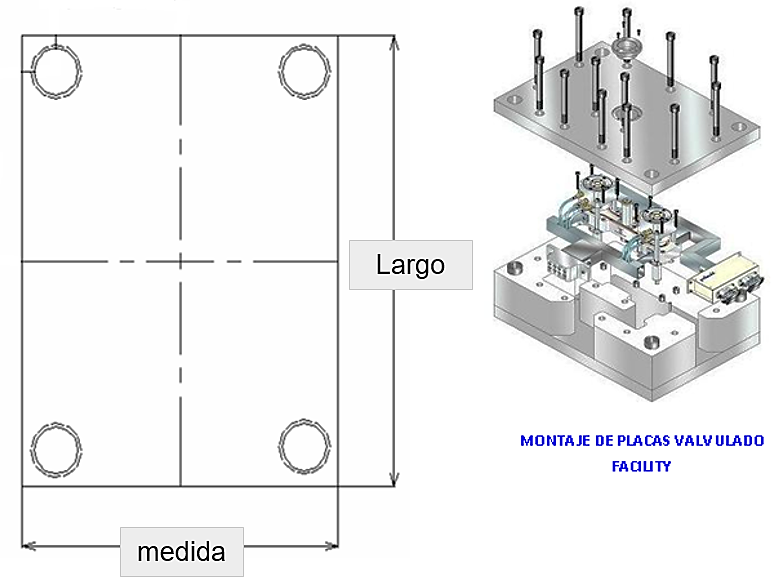 Largo
medida
MONTAJE DE PLACAS VALVULADO
FACILITY